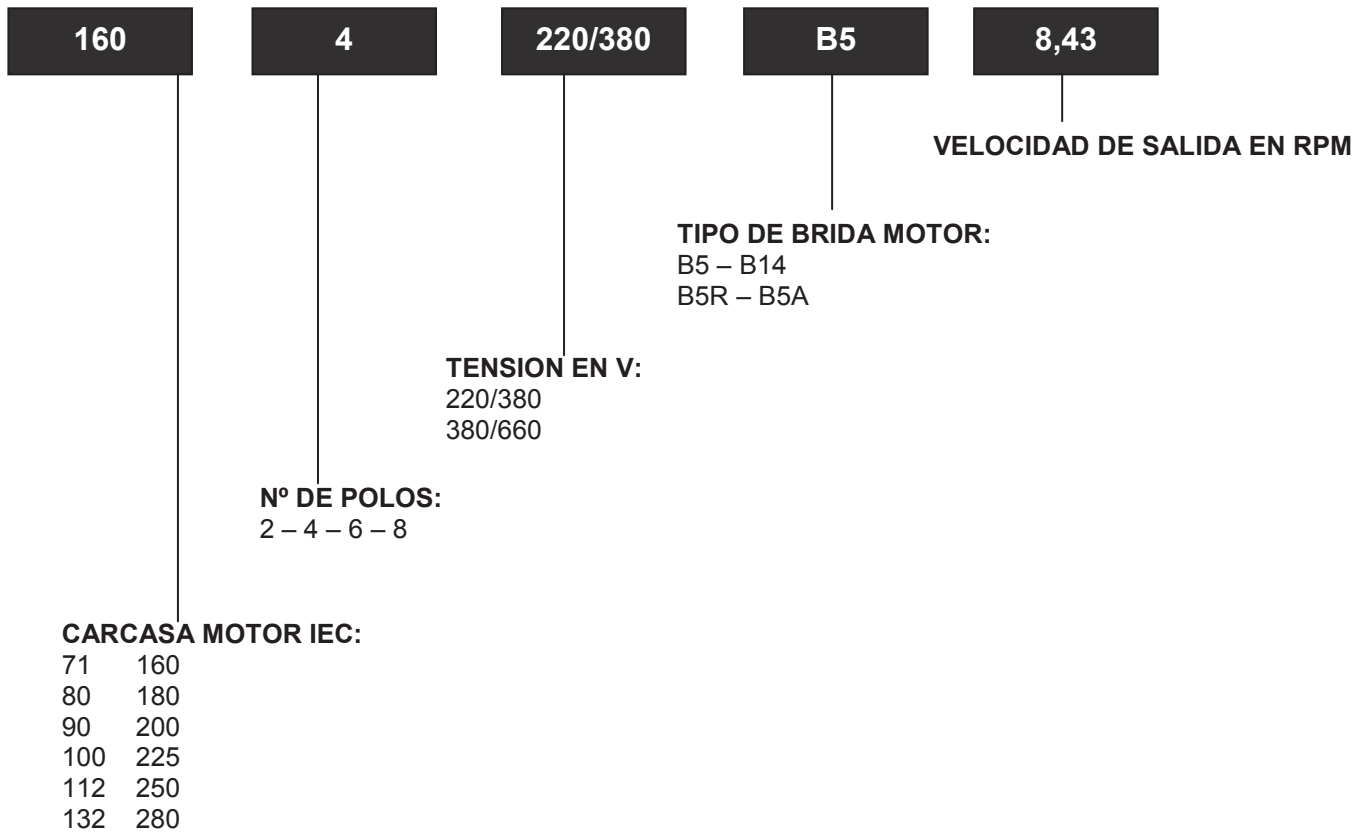 160 4 220/380 B5 8,43
VELOCIDAD DE SALIDA EN RPM
TIPO DE BRIDA MOTOR:
B5 – B14
B5R – B5A
TENSION EN V:
220/380
380/660
Nº DE POLOS:
2 – 4 – 6 – 8
CARCASA MOTOR IEC:
71 160
80 180
90 200
100 225
112 250
132 280